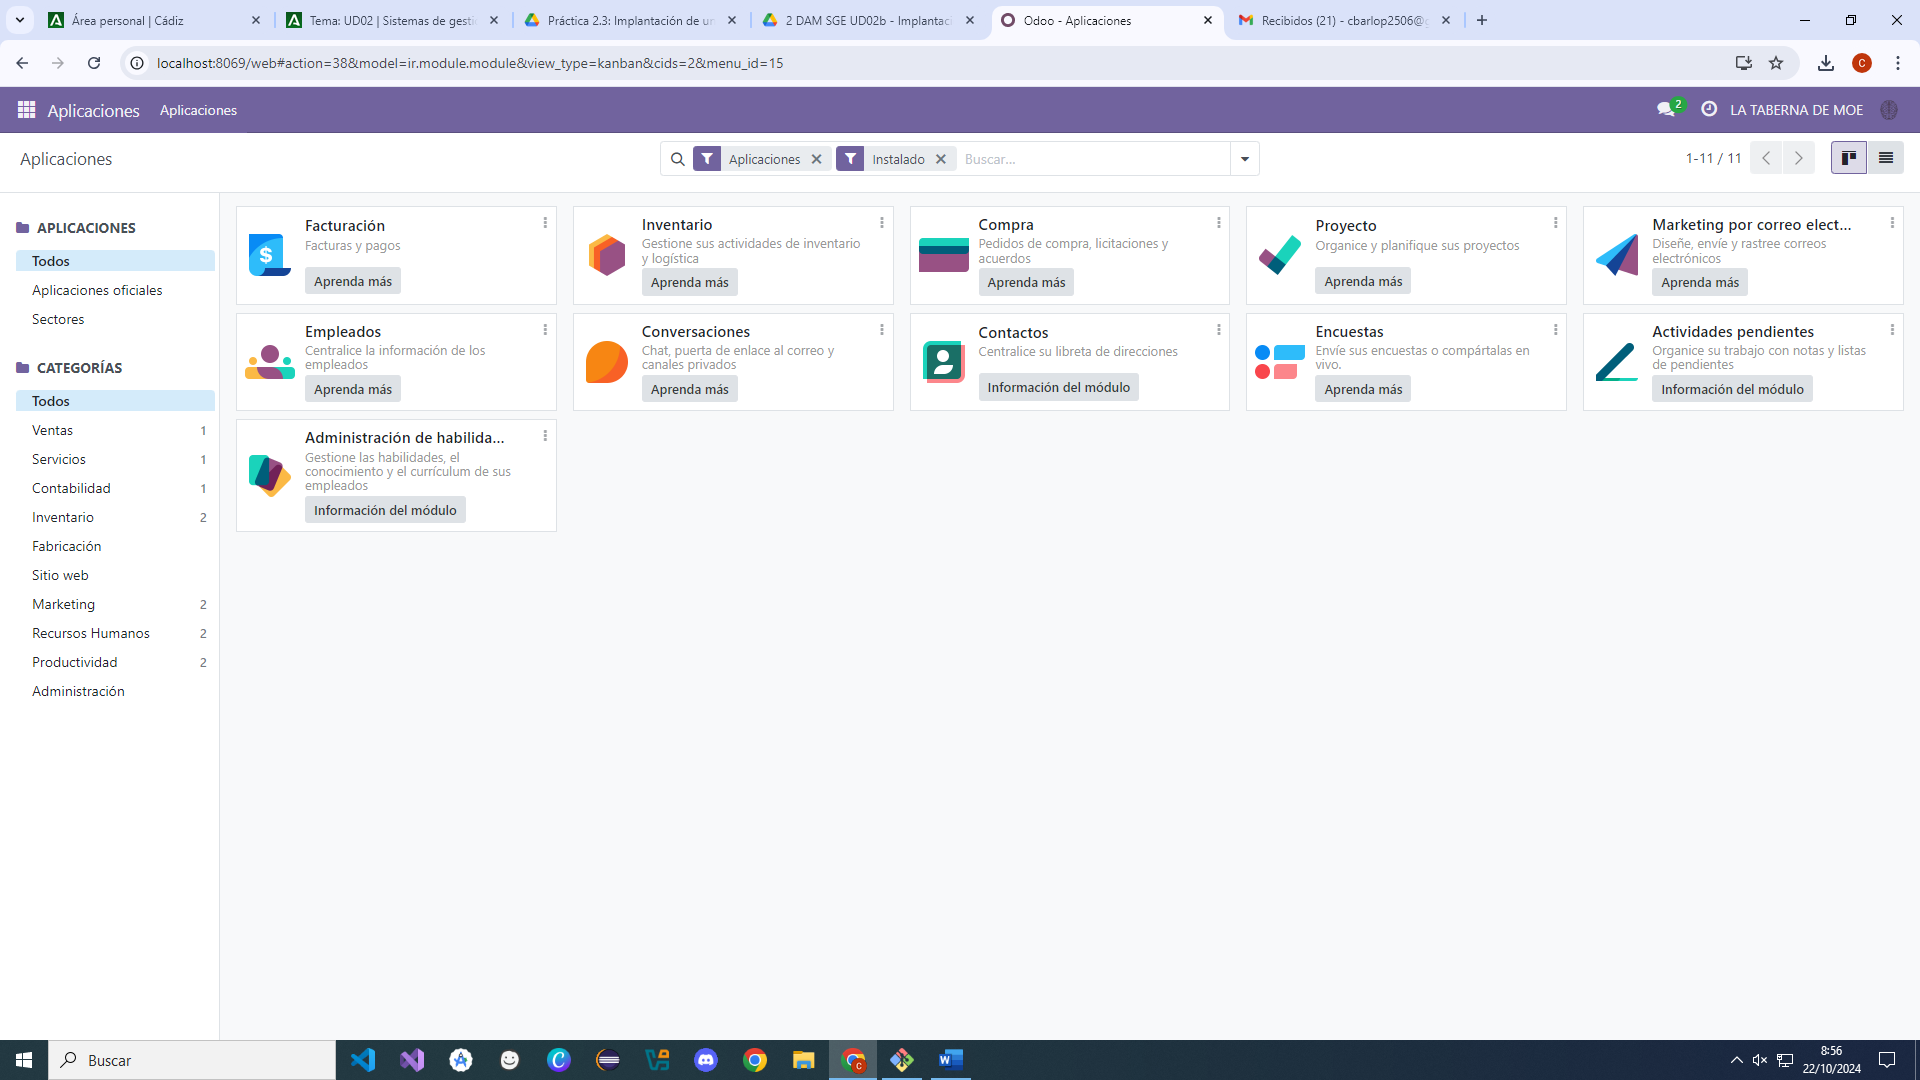 Área personal | Cádiz
Tema: UD02 | Sistemas de gesti
Práctica 2.3: Implantación de un
2 DAM SGE UD02b - Implantaci
Odoo - Aplicaciones
Recibidos (21) - cbarlop2506@g
localhost:8069/web#action=38&model=ir.module.module&view_type=kanban&cids=2&menu_id=15
C
Aplicaciones
Aplicaciones
2
LA TABERNA DE MOE
Aplicaciones
Aplicaciones
Instalado
Buscar...
1-11 / 11
APLICACIONES
Todos
Aplicaciones oficiales
Sectores
CATEGORÍAS
Todos
Ventas 1
Servicios 1
Contabilidad 1
Inventario 2
Fabricación
Sitio web
Marketing 2
Recursos Humanos 2
Productividad 2
Administración
Facturación
Facturas y pagos
Aprenda más
Inventario
Gestione sus actividades de inventario
y logística
Aprenda más
Compra
Pedidos de compra, licitaciones y
acuerdos
Aprenda más
Proyecto
Organice y planifique sus proyectos
Aprenda más
Marketing por correo elect...
Diseñe, envíe y rastree correos
electrónicos
Aprenda más
Empleados
Centralice la información de los
empleados
Aprenda más
Conversaciones
Chat, puerta de enlace al correo y
canales privados
Aprenda más
Contactos
Centralice su libreta de direcciones
Información del módulo
Encuestas
Envíe sus encuestas o compártalas en
vivo.
Aprenda más
Actividades pendientes
Organice su trabajo con notas y listas
de pendientes
Información del módulo
Administración de habilida...
Gestione las habilidades, el
conocimiento y el currículum de sus
empleados
Información del módulo
Buscar
8:56
22/10/2024